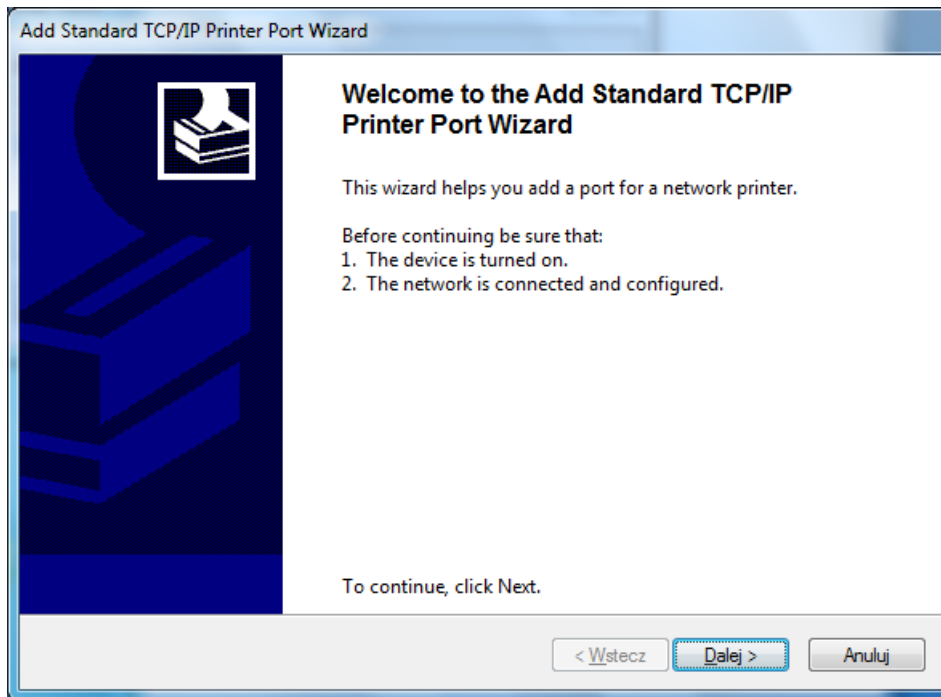 Add Standard TCP/IP Printer Port Wizard
Welcome to the Add Standard TCP/IP
Printer Port Wizard
This wizard helps you add a port for a network printer.
Before continuing be sure that:
1. The device is turned on.
2. The network is connected and configured.
To continue, click Next.
< Wstecz Dalej > Anuluj